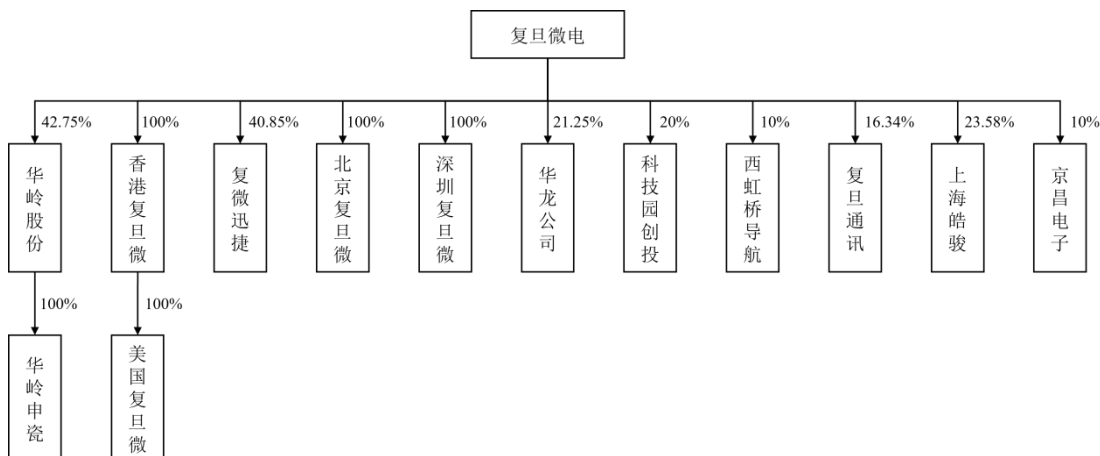 复旦微电
42.75%
100%
40.85%
100%
100%
21.25%
20%
10%
16.34%
23.58%
10%
华岭股份
香港复旦微
复微迅捷
北京复旦微
深圳复旦微
华龙公司
科技园创投
西虹桥导航
复旦通讯
上海皓骏
京昌电子
100%
100%
华岭申瓷
美国复旦微